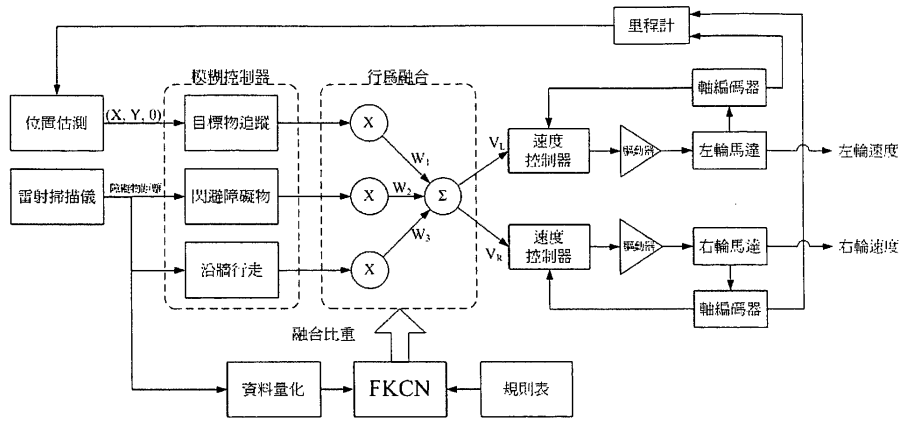 里程計
模糊控制器
行為融合
軸編碼器
位置估測
(X, Y, 0)
目標物追蹤
X
W1
VL
速度
控制器
驅動器
左輪馬達
左輪速度
雷射掃描儀
障礙物距離
閃避障礙物
X
W2
Σ
W3
VR
速度
控制器
驅動器
右輪馬達
右輪速度
沿牆行走
X
軸編碼器
融合比重
資料量化
FKCN
規則表